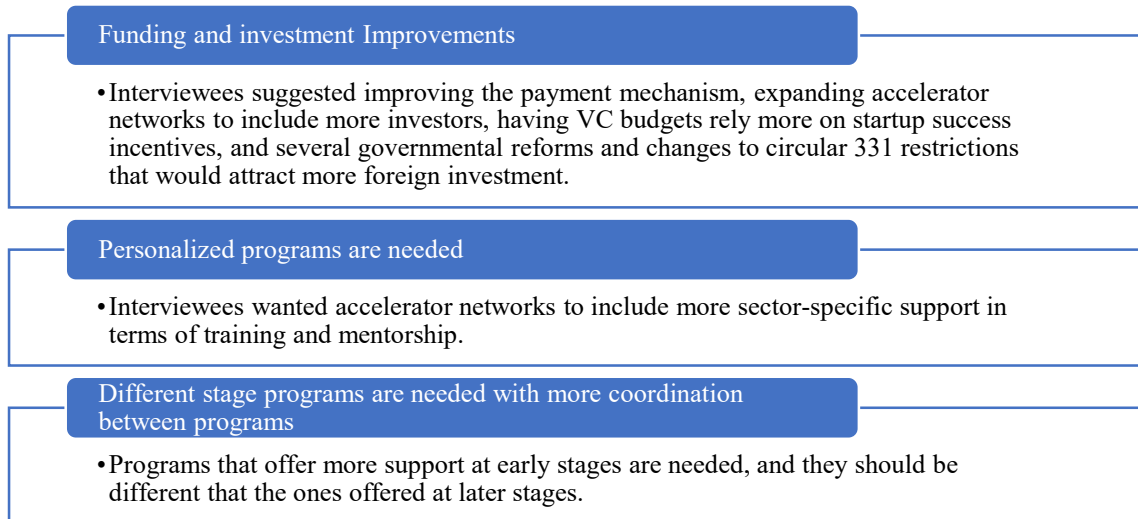 Funding and investment Improvements
•Interviewees suggested improving the payment mechanism, expanding accelerator
networks to include more investors, having VC budgets rely more on startup success
incentives, and several governmental reforms and changes to circular 331 restrictions
that would attract more foreign investment.
Personalized programs are needed
•Interviewees wanted accelerator networks to include more sector-specific support in
terms of training and mentorship.
Different stage programs are needed with more coordination
between programs
•Programs that offer more support at early stages are needed, and they should be
different that the ones offered at later stages.